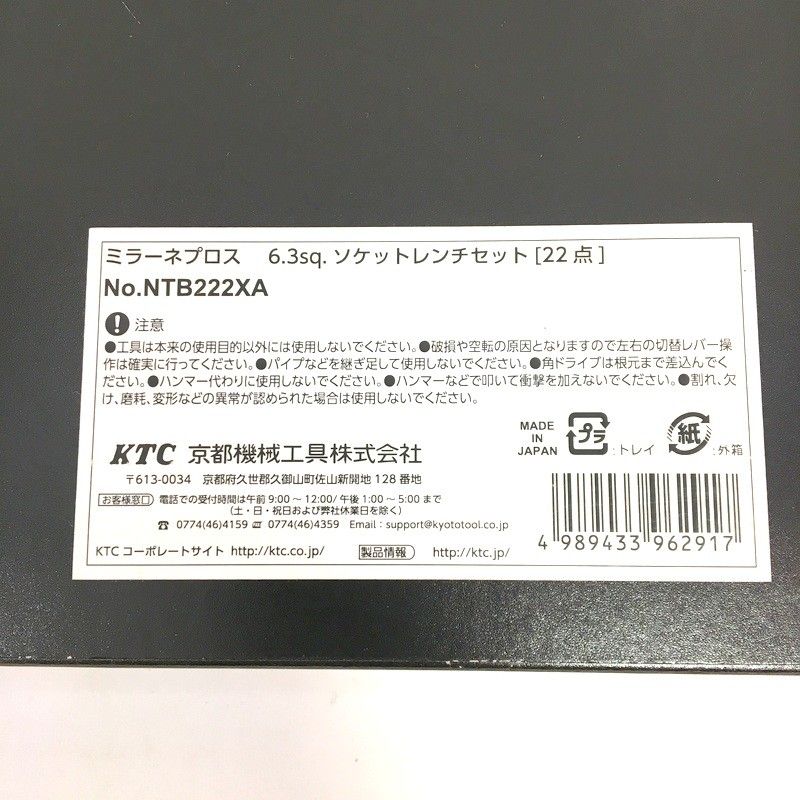 ミラーネプロス　6.3sq. ソケットレンチセット [22 点]
No.NTB222XA
注意
●工具は本来の使用目的以外には使用しないでください。●破損や空転の原因となりますので左右の切替レバー操
作は確実に行ってください。●パイプなどを継ぎ足して使用しないでください。●角ドライブは根元まで差込んでく
ださい。●ハンマー代わりに使用しないでください。●ハンマーなどで叩いて衝撃を加えないでください。●割れ、欠
け、磨耗、変形などの異常が認められた場合は使用しないでください。
KTC 京都機械工具株式会社
〒613-0034　京都府久世郡久御山町佐山新開地 128 番地
お客様窓口 電話での受付時間は午前 9:00～12:00/ 午後 1:00～5:00 まで
（土・日・祝日および弊社休業日を除く）
☎ 0774(46)4159 FAX 0774(46)4359 Email：support@kyototool.co.jp
KTC コーポレートサイト http://ktc.co.jp/ 製品情報 http://ktc.jp/
MADE
IN
JAPAN
プラ：トレイ
紙：外箱
4 989433 962917